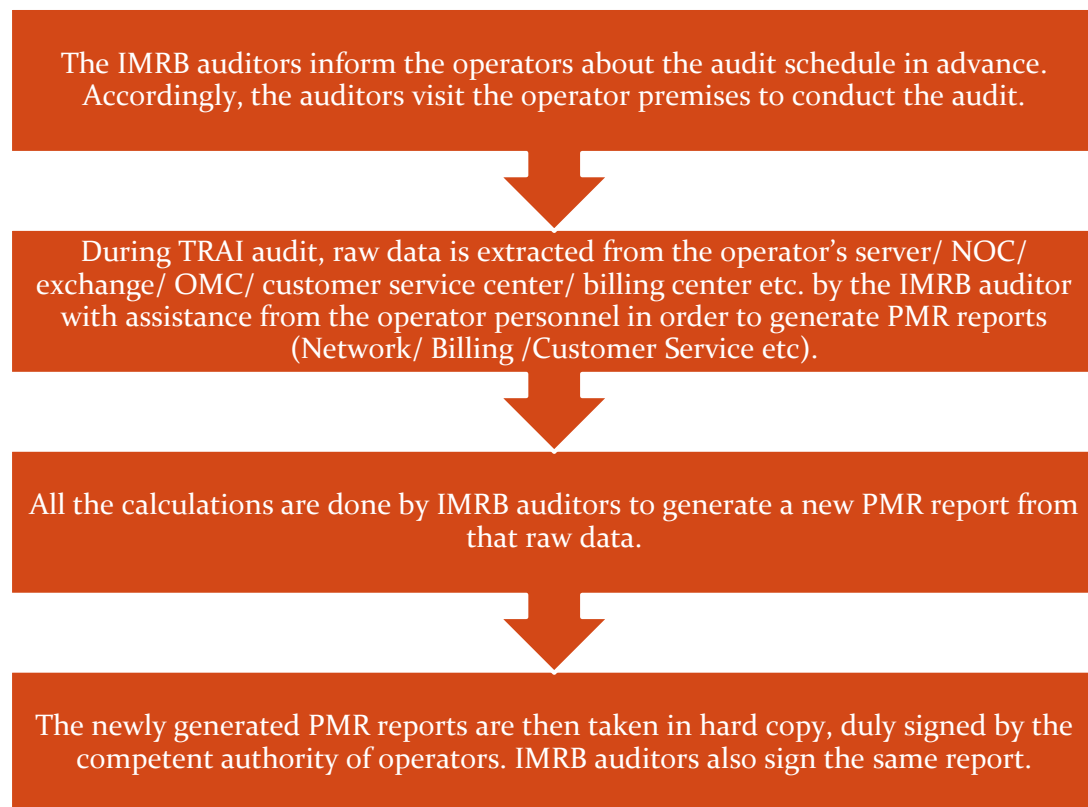 The IMRB auditors inform the operators about the audit schedule in advance.
Accordingly, the auditors visit the operator premises to conduct the audit.
During TRAI audit, raw data is extracted from the operator’s server/ NOC/
exchange/ OMC/ customer service center/ billing center etc. by the IMRB auditor
with assistance from the operator personnel in order to generate PMR reports
(Network/ Billing /Customer Service etc).
All the calculations are done by IMRB auditors to generate a new PMR report from
that raw data.
The newly generated PMR reports are then taken in hard copy, duly signed by the
competent authority of operators. IMRB auditors also sign the same report.